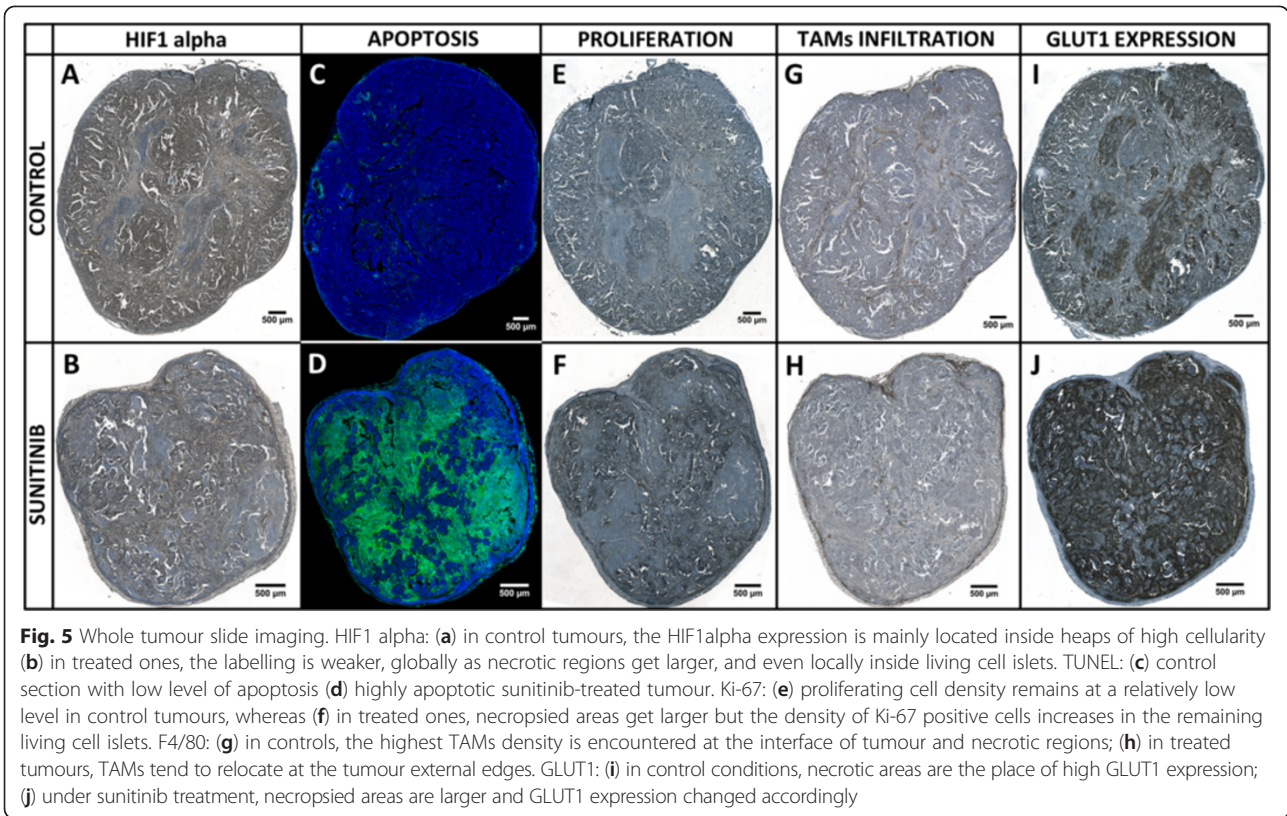 HIF1 alpha APOPTOSIS PROLIFERATION TAMs INFILTRATION GLUT1 EXPRESSION
CONTROL
A C E G I
500 µm 500 µm 500 µm 500 µm 500 µm
SUNITINIB
B D F H J
500 µm 500 µm 500 µm 500 µm 500 µm
Fig. 5 Whole tumour slide imaging. HIF1 alpha: (a) in control tumours, the HIF1alpha expression is mainly located inside heaps of high cellularity
(b) in treated ones, the labelling is weaker, globally as necrotic regions get larger, and even locally inside living cell islets. TUNEL: (c) control
section with low level of apoptosis (d) highly apoptotic sunitinib-treated tumour. Ki-67: (e) proliferating cell density remains at a relatively low
level in control tumours, whereas (f) in treated ones, necropsied areas get larger but the density of Ki-67 positive cells increases in the remaining
living cell islets. F4/80: (g) in controls, the highest TAMs density is encountered at the interface of tumour and necrotic regions; (h) in treated
tumours, TAMs tend to relocate at the tumour external edges. GLUT1: (i) in control conditions, necrotic areas are the place of high GLUT1 expression;
(j) under sunitinib treatment, necropsied areas are larger and GLUT1 expression changed accordingly